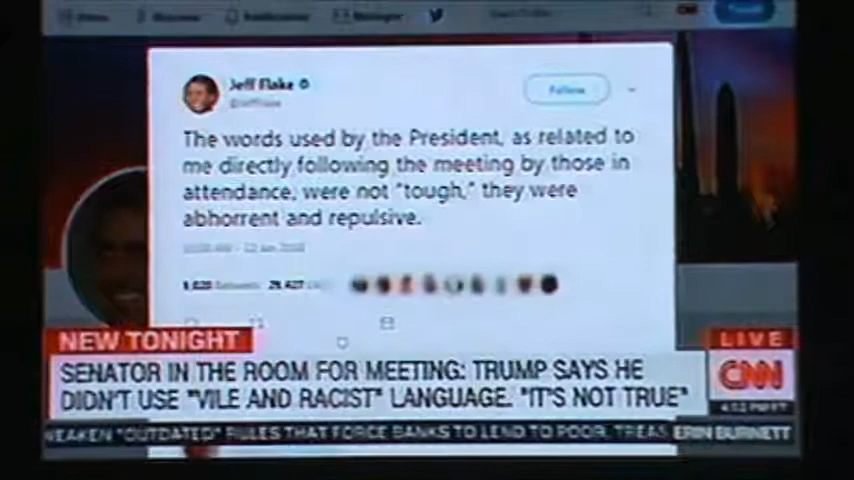 Jeff Flake
Follow
The words used by the President, as related to
me directly following the meeting by those in
attendance, were not "tough," they were
abhorrent and repulsive.
NEW TONIGHT
LIVE
SENATOR IN THE ROOM FOR MEETING: TRUMP SAYS HE
DIDN'T USE "VILE AND RACIST" LANGUAGE. "IT'S NOT TRUE"
CNN
WEAKEN "OUTDATED" RULES THAT FORCE BANKS TO LEND TO POOR, TREAS
ERIN BURNETT